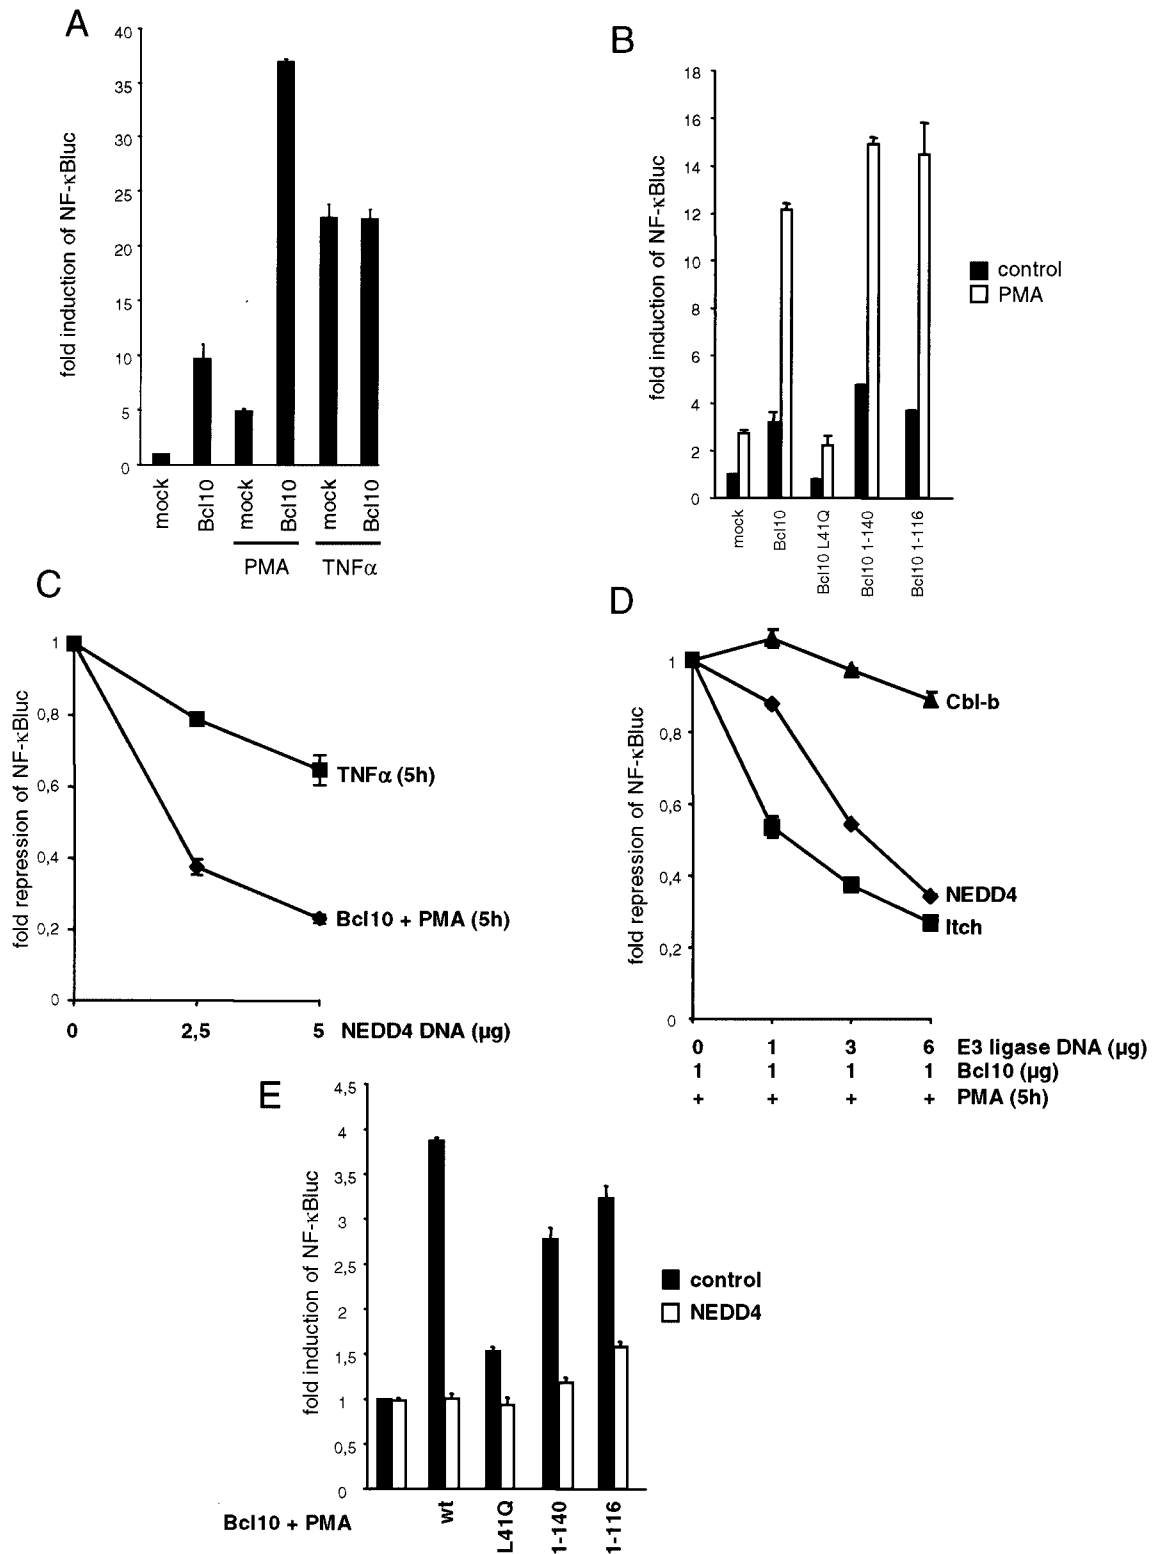 A
fold induction of NF-κBluc
40
35
30
25
20
15
10
5
0
mock
Bcl10
mock
Bcl10
mock
Bcl10
PMA
TNFα
B
fold induction of NF-κBluc
18
16
14
12
10
8
6
4
2
0
mock
Bcl10
Bcl10 L41Q
Bcl10 1-140
Bcl10 1-116
control
PMA
C
fold repression of NF-κBluc
1
0,8
0,6
0,4
0,2
0
TNFα (5h)
Bcl10 + PMA (5h)
0 2,5 5 NEDD4 DNA (µg)
D
fold repression of NF-κBluc
1
0,8
0,6
0,4
0,2
0
Cbl-b
NEDD4
Itch
0 1 3 6 E3 ligase DNA (µg)
1 1 1 1 Bcl10 (µg)
+ + + + PMA (5h)
E
fold induction of NF-κBluc
4,5
4
3,5
3
2,5
2
1,5
1
0,5
0
control
NEDD4
Bcl10 + PMA
wt
L41Q
1-140
1-116